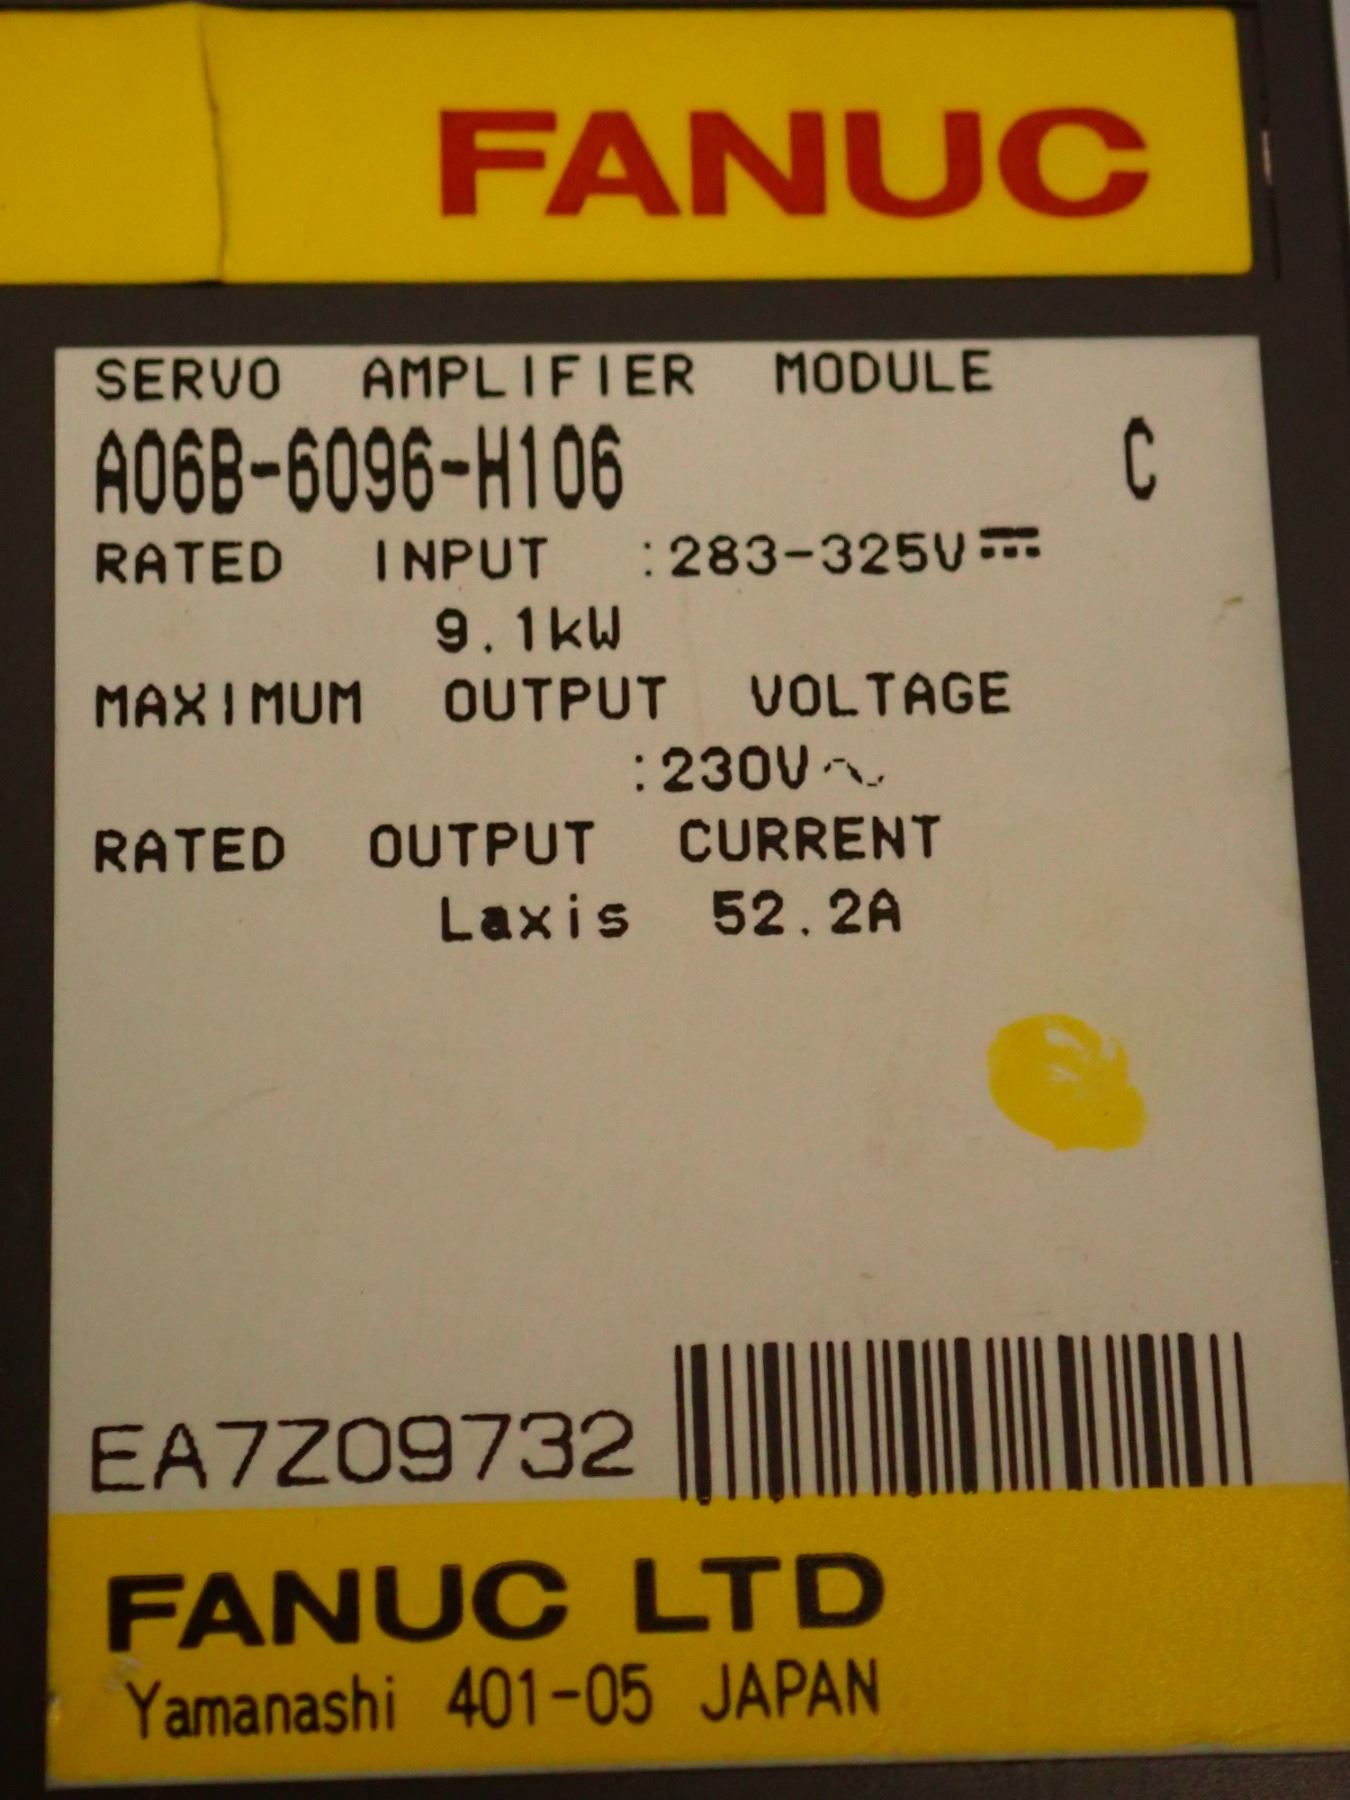 FANUC
SERVO AMPLIFIER MODULE
A06B-6096-H106 C
RATED INPUT :283-325V⎓
9.1kW
MAXIMUM OUTPUT VOLTAGE
:230V~
RATED OUTPUT CURRENT
Laxis 52.2A
EA7Z09732
FANUC LTD
Yamanashi 401-05 JAPAN